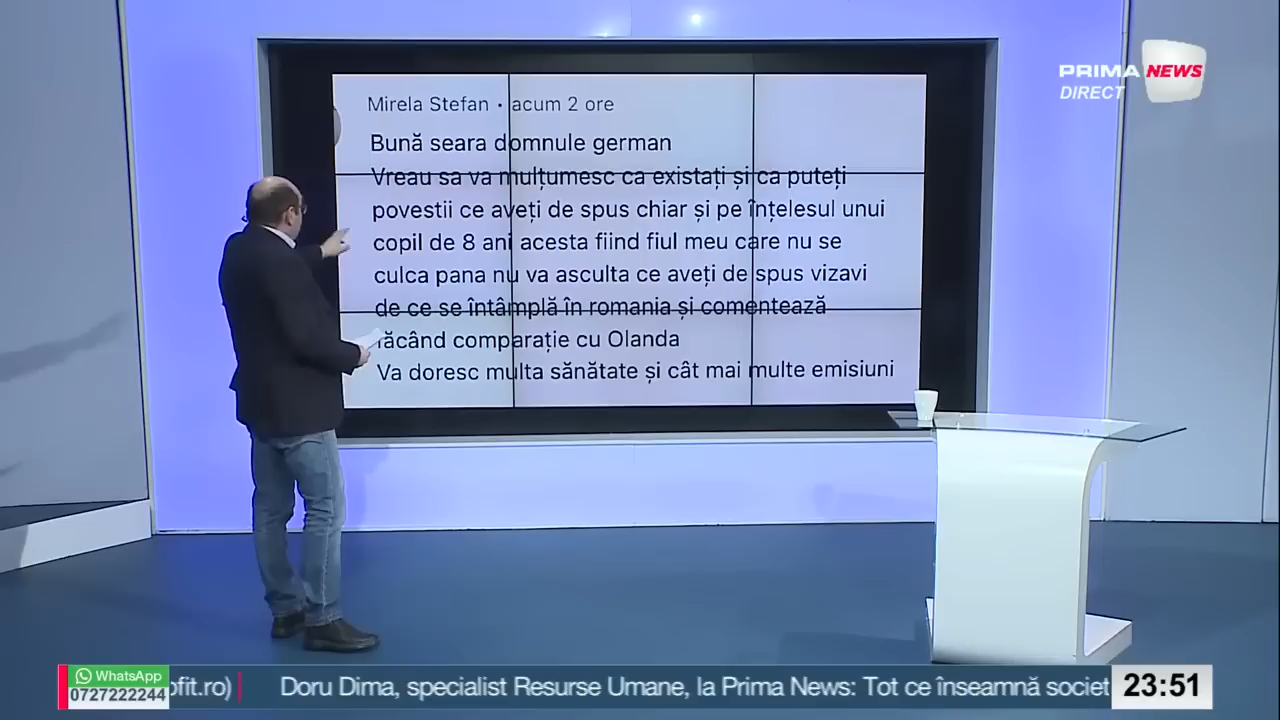 PRIMA NEWS
DIRECT
Mirela Stefan • acum 2 ore
Bună seara domnule german
Vreau sa va mulțumesc ca existați și ca puteți
povestii ce aveți de spus chiar și pe înțelesul unui
copil de 8 ani acesta fiind fiul meu care nu se
culca pana nu va asculta ce aveți de spus vizavi
de ce se întâmplă în romania și comentează
făcând comparație cu Olanda
Va doresc multa sănătate și cât mai multe emisiuni
WhatsApp
0727222244
ofit.ro) Doru Dima, specialist Resurse Umane, la Prima News: Tot ce înseamnă societ
23:51